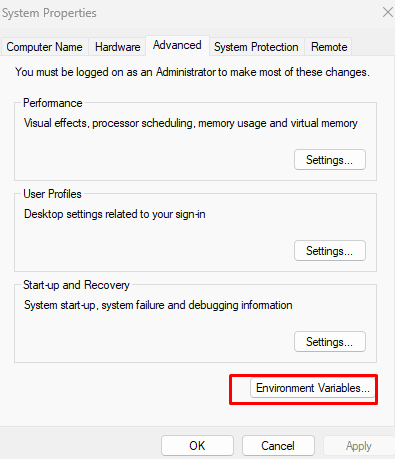 System Properties
Computer Name Hardware Advanced System Protection Remote
You must be logged on as an Administrator to make most of these changes.
Performance
Visual effects, processor scheduling, memory usage and virtual memory
Settings...
User Profiles
Desktop settings related to your sign-in
Settings...
Start-up and Recovery
System start-up, system failure and debugging information
Settings...
Environment Variables...
OK Cancel Apply